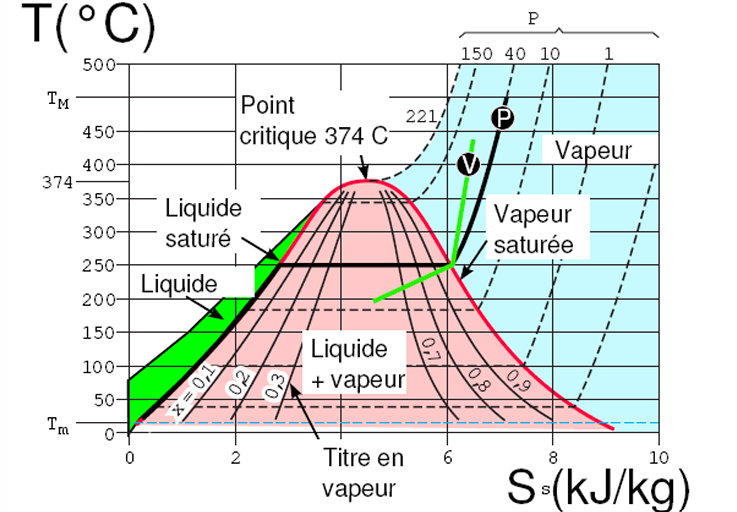 T(°C)
P
500
150 40 10 1
T_M
221
Point
critique 374 C
450
P
400
V
Vapeur
374
350
Liquide
saturé
Vapeur
saturée
300
250
Liquide
200
150
Liquide
+ vapeur
0,7
100
x = 0,1
0,2
0,3
0,8
0,9
50
T_m
0
Titre en
vapeur
0 2 6 8 10
S s(kJ/kg)